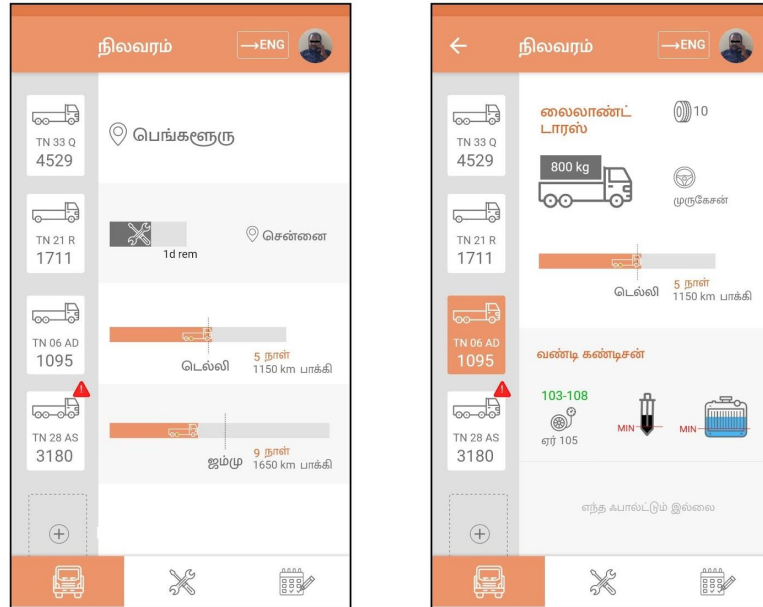 நிலவரம்
→ENG
TN 33 Q
4529
பெங்களூரு
TN 21 R
1711
1d rem
சென்னை
TN 06 AD
1095
டெல்லி
5 நாள்
1150 km பாக்கி
TN 28 AS
3180
ஜம்மு
9 நாள்
1650 km பாக்கி
நிலவரம்
→ENG
TN 33 Q
4529
லைலாண்ட்
டாரஸ்
10
800 kg
முருகேசன்
TN 21 R
1711
டெல்லி
5 நாள்
1150 km பாக்கி
TN 06 AD
1095
வண்டி கண்டிசன்
TN 28 AS
3180
103-108
ஏர் 105
MIN
MIN
எந்த ஃபால்ட்டும் இல்லை